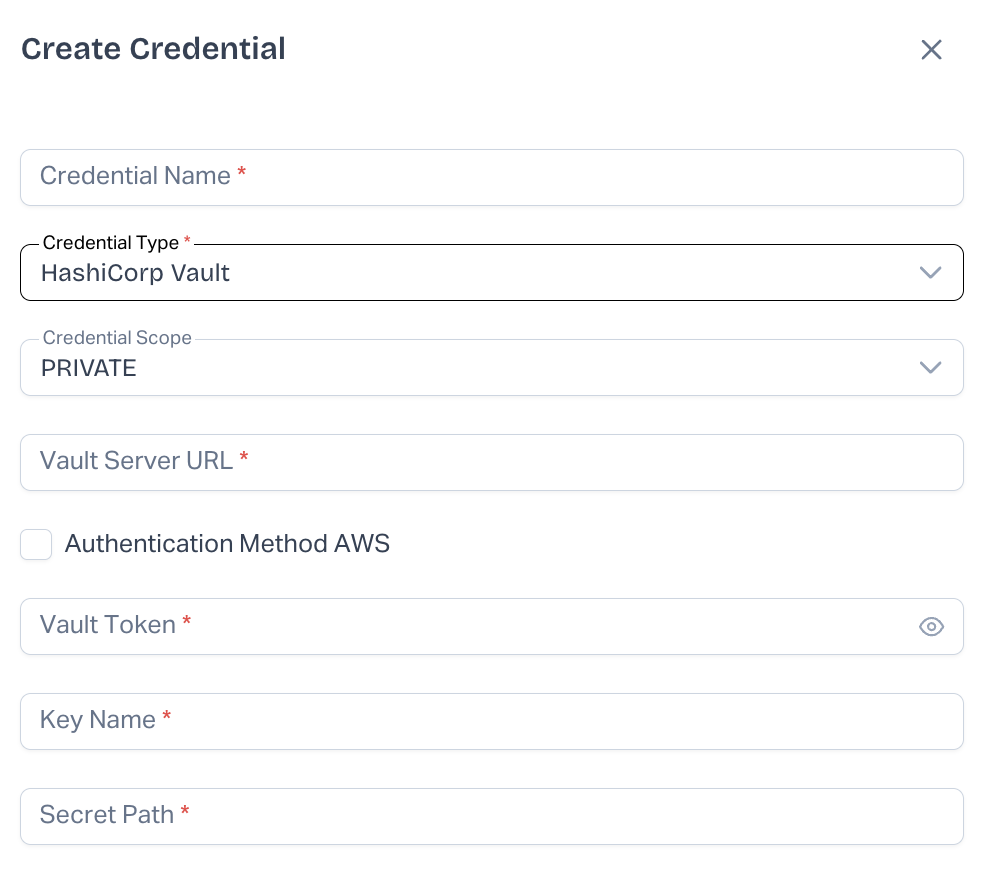 Create Credential
Credential Name *
Credential Type *
HashiCorp Vault
Credential Scope
PRIVATE
Vault Server URL *
Authentication Method AWS
Vault Token *
Key Name *
Secret Path *